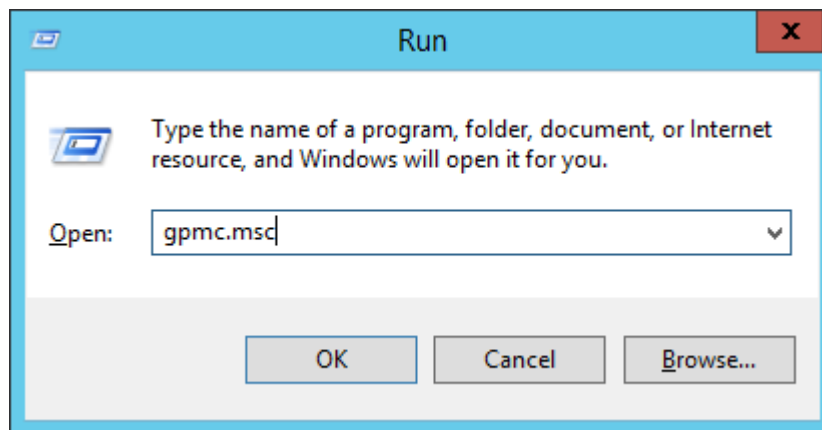 Run
x
Type the name of a program, folder, document, or Internet
resource, and Windows will open it for you.
Open: gpmc.msc
OK Cancel Browse...